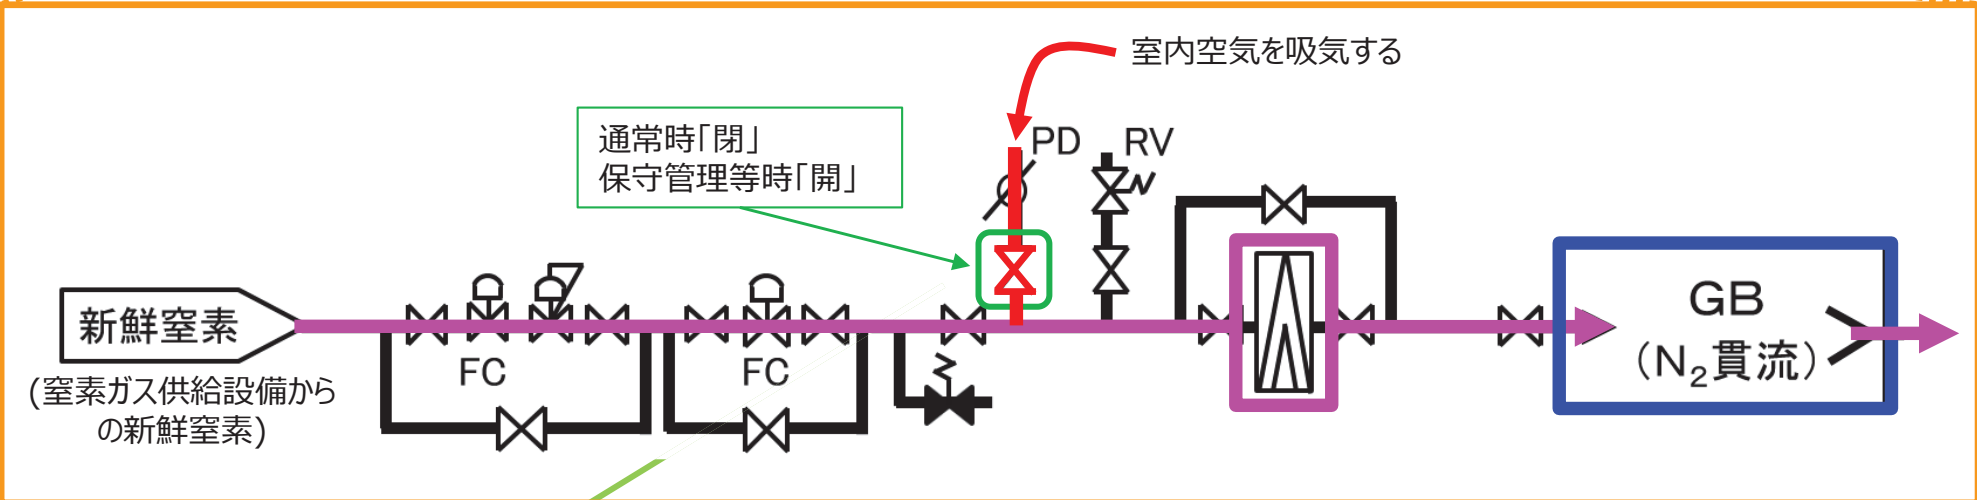 室内空気を吸気する
通常時「閉」
保守管理等時「開」
PD
RV
新鮮窒素
FC
FC
GB
（N₂貫流）
(窒素ガス供給設備から
の新鮮窒素)